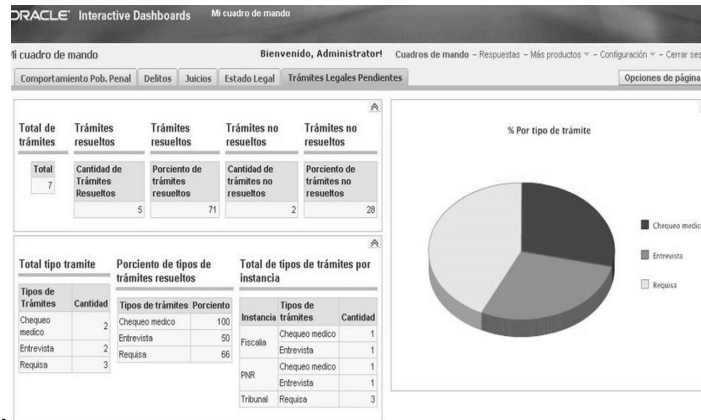 ORACLE Interactive Dashboards Mi cuadro de mando
Mi cuadro de mando Bienvenido, Administrator! Cuadros de mando - Respuestas - Más productos - Configuración - Cerrar ses
Comportamiento Pob. Penal Delitos Juicios Estado Legal Trámites Legales Pendientes Opciones de página
Total de trámites
Total
7
Trámites resueltos
Cantidad de Trámites Resueltos
5
Trámites resueltos
Porciento de trámites resueltos
71
Trámites no resueltos
Cantidad de trámites no resueltos
2
Trámites no resueltos
Porciento de trámites no resueltos
28
Total tipo tramite
Tipos de Trámites Cantidad
Chequeo medico 2
Entrevista 2
Requisa 3
Porciento de tipos de trámites resueltos
Tipos de trámites Porciento
Chequeo medico 100
Entrevista 50
Requisa 66
Total de tipos de trámites por instancia
Instancia Tipos de trámites Cantidad
Fiscalia Chequeo medico 1
Entrevista 1
PNR Chequeo medico 1
Entrevista 1
Tribunal Requisa 3
% Por tipo de trámite
Chequeo medic
Entrevista
Requisa